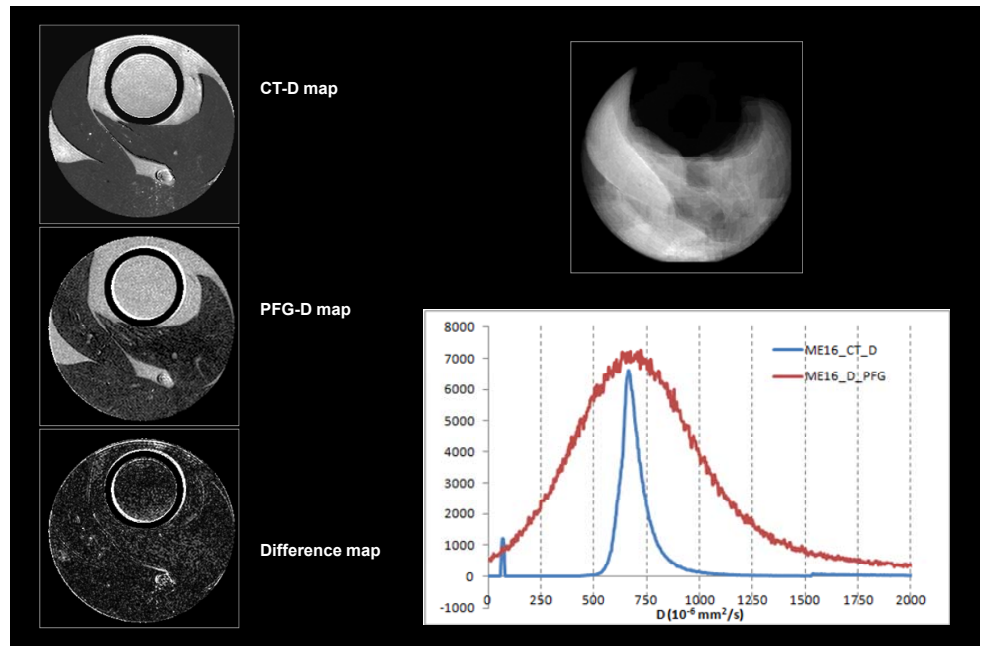 CT-D map
PFG-D map
Difference map
8000
7000
6000
5000
4000
3000
2000
1000
0
-1000
ME16_CT_D
ME16_D_PFG
0 250 500 750 1000 1250 1500 1750 2000
D (10⁻⁶ mm²/s)